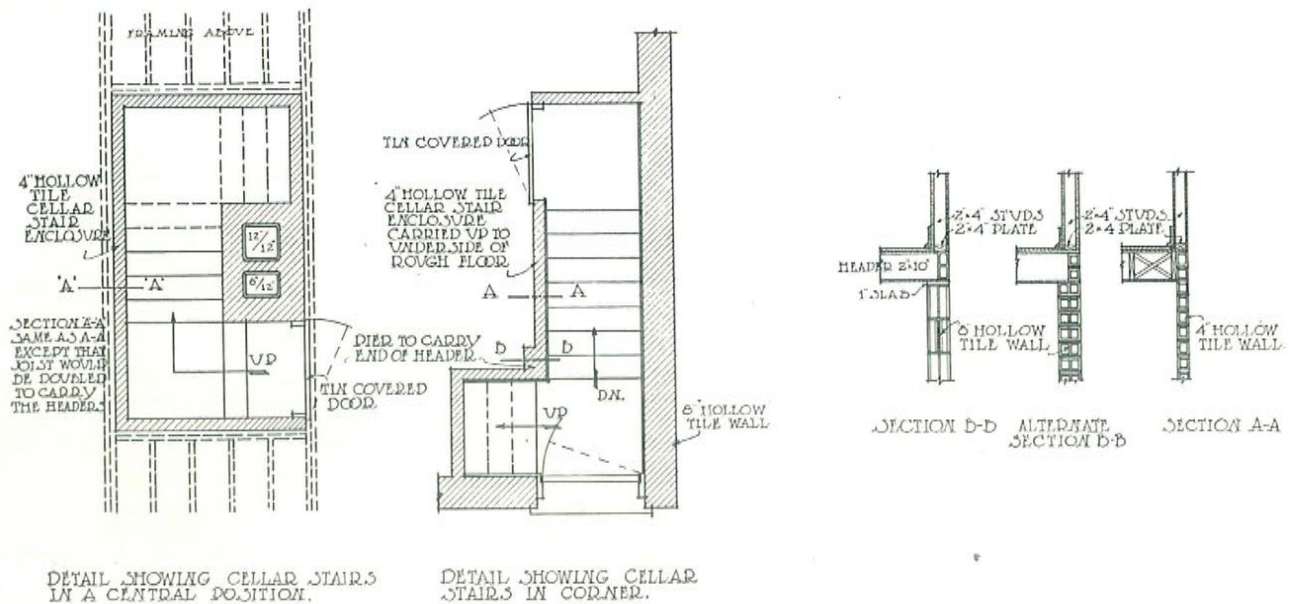 FRAMING ABOVE
4" HOLLOW
TILE
CELLAR
STAIR
ENCLOSURE
12"/12"
8"/12"
'A' 'A'
SECTION 'A'-'A'
SAME AS A-A
EXCEPT THAT
JOIST WOULD
BE DOUBLED
TO CARRY
THE HEADERS
UP
TIN COVERED
DOOR
DETAIL SHOWING CELLAR STAIRS
IN A CENTRAL POSITION.
TIN COVERED DOOR
4" HOLLOW TILE
CELLAR STAIR
ENCLOSURE
CARRIED UP TO
UNDERSIDE OF
ROUGH FLOOR
A A
PIER TO CARRY
END OF HEADER
B B
UP
DN.
8" HOLLOW
TILE WALL
DETAIL SHOWING CELLAR
STAIRS IN CORNER.
2"x4" STUDS
2"x4" PLATE
HEADER 2"x10"
1" SLAB
8" HOLLOW
TILE WALL
SECTION B-B
2"x4" STUDS
2"x4" PLATE
ALTERNATE
SECTION B-B
4" HOLLOW
TILE WALL
SECTION A-A